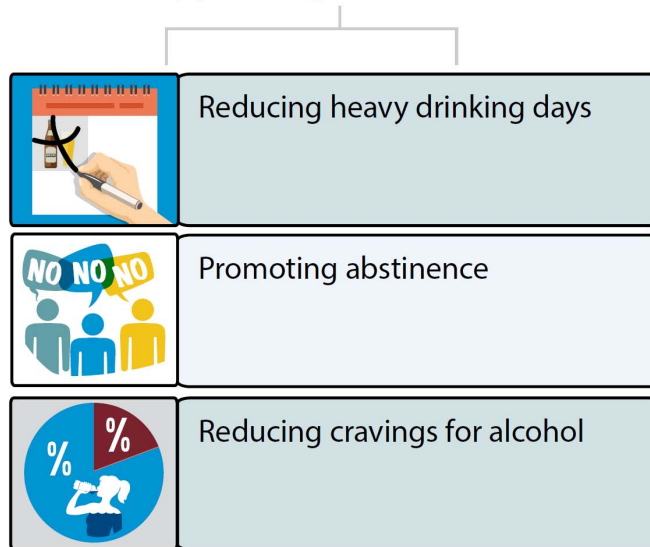 Reducing heavy drinking days
NO NO NO
Promoting abstinence
% %
Reducing cravings for alcohol